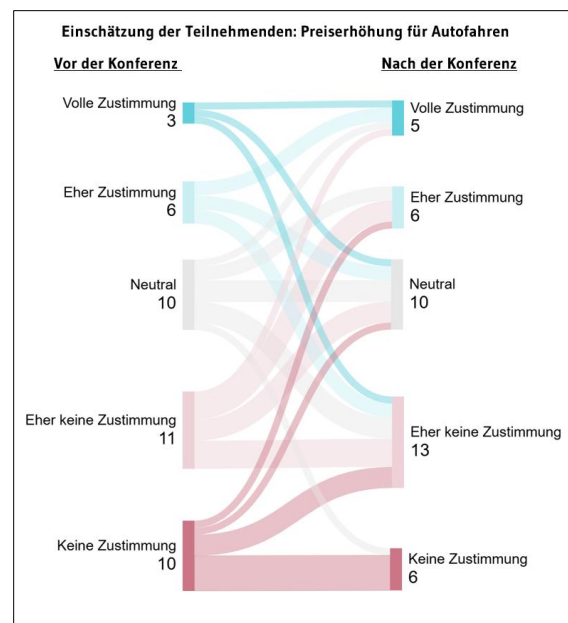 Einschätzung der Teilnehmenden: Preiserhöhung für Autofahren
Vor der Konferenz
Nach der Konferenz
Volle Zustimmung
3
Eher Zustimmung
6
Neutral
10
Eher keine Zustimmung
11
Keine Zustimmung
10
Volle Zustimmung
5
Eher Zustimmung
6
Neutral
10
Eher keine Zustimmung
13
Keine Zustimmung
6